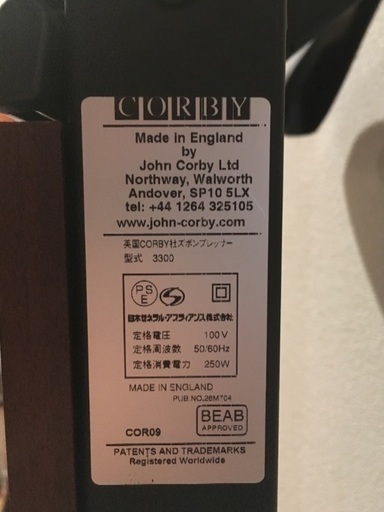 CORBY
Made in England
by
John Corby Ltd
Northway, Walworth
Andover, SP10 5LX
tel: +44 1264 325105
www.john-corby.com
英国CORBY社ズボンプレッサー
型式 3300
PS
E
日本ゼネラル・アプライアンス株式会社
定格電圧 100V
定格周波数 50/60Hz
定格消費電力 250W
MADE IN ENGLAND
PUB.NO.26M704
BEAB
APPROVED
COR09
PATENTS AND TRADEMARKS
Registered Worldwide